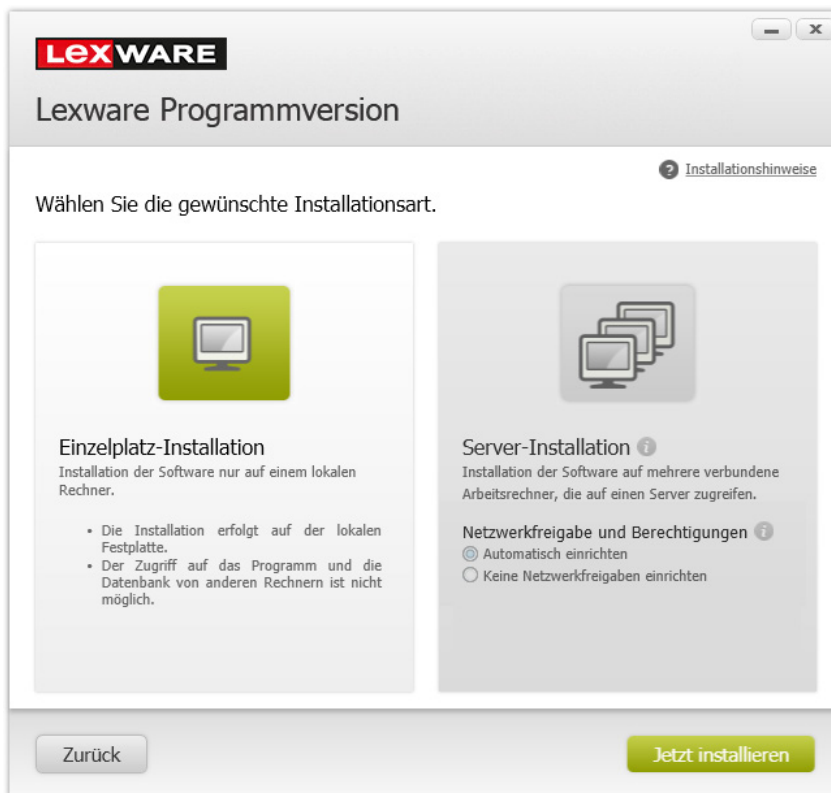 LEXWARE
Lexware Programmversion
Installationshinweise
Wählen Sie die gewünschte Installationsart.
Einzelplatz-Installation
Installation der Software nur auf einem lokalen
Rechner.
• Die Installation erfolgt auf der lokalen
Festplatte.
• Der Zugriff auf das Programm und die
Datenbank von anderen Rechnern ist nicht
möglich.
Server-Installation
Installation der Software auf mehrere verbundene
Arbeitsrechner, die auf einen Server zugreifen.
Netzwerkfreigabe und Berechtigungen
Automatisch einrichten
Keine Netzwerkfreigaben einrichten
Zurück
Jetzt installieren